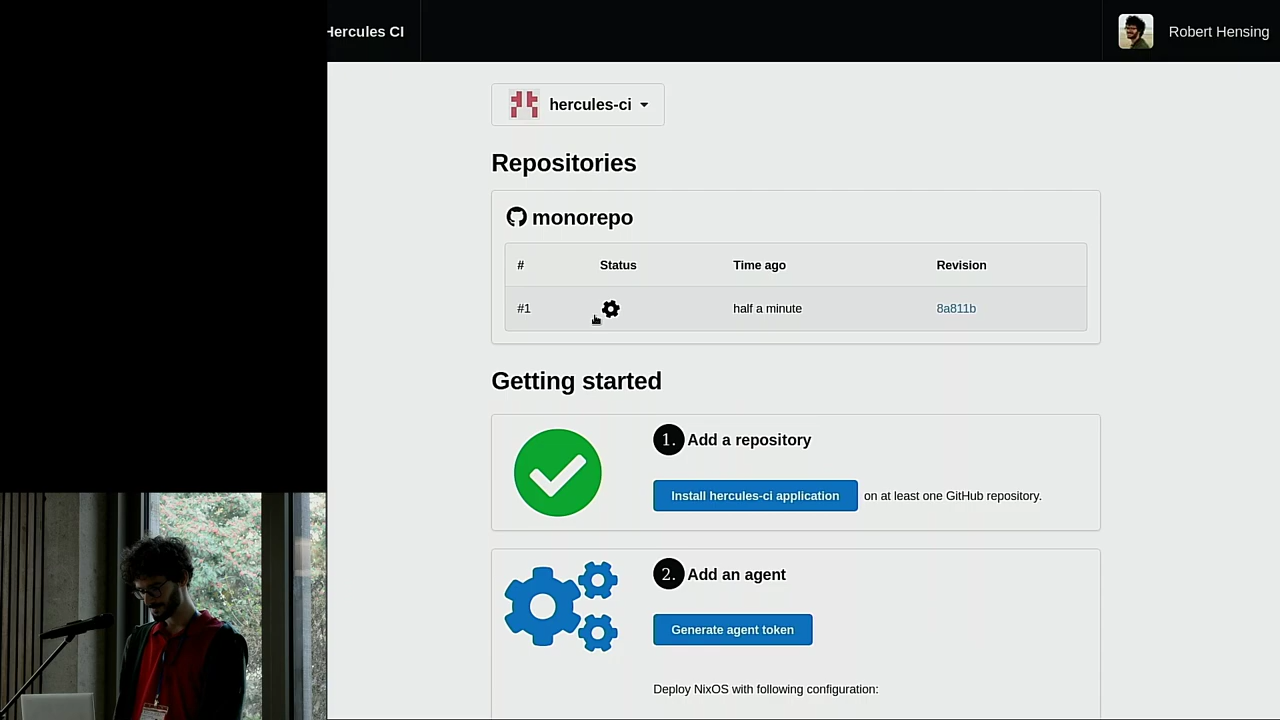 Hercules CI
Robert Hensing
hercules-ci
Repositories
monorepo
# Status Time ago Revision
#1 half a minute 8a811b
Getting started
1. Add a repository
Install hercules-ci application on at least one GitHub repository.
2. Add an agent
Generate agent token
Deploy NixOS with following configuration: